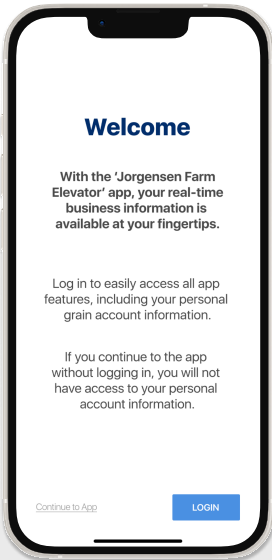 Welcome
With the ‘Jorgensen Farm
Elevator’ app, your real-time
business information is
available at your fingertips.
Log in to easily access all app
features, including your personal
grain account information.
If you continue to the app
without logging in, you will not
have access to your personal
account information.
Continue to App
LOGIN